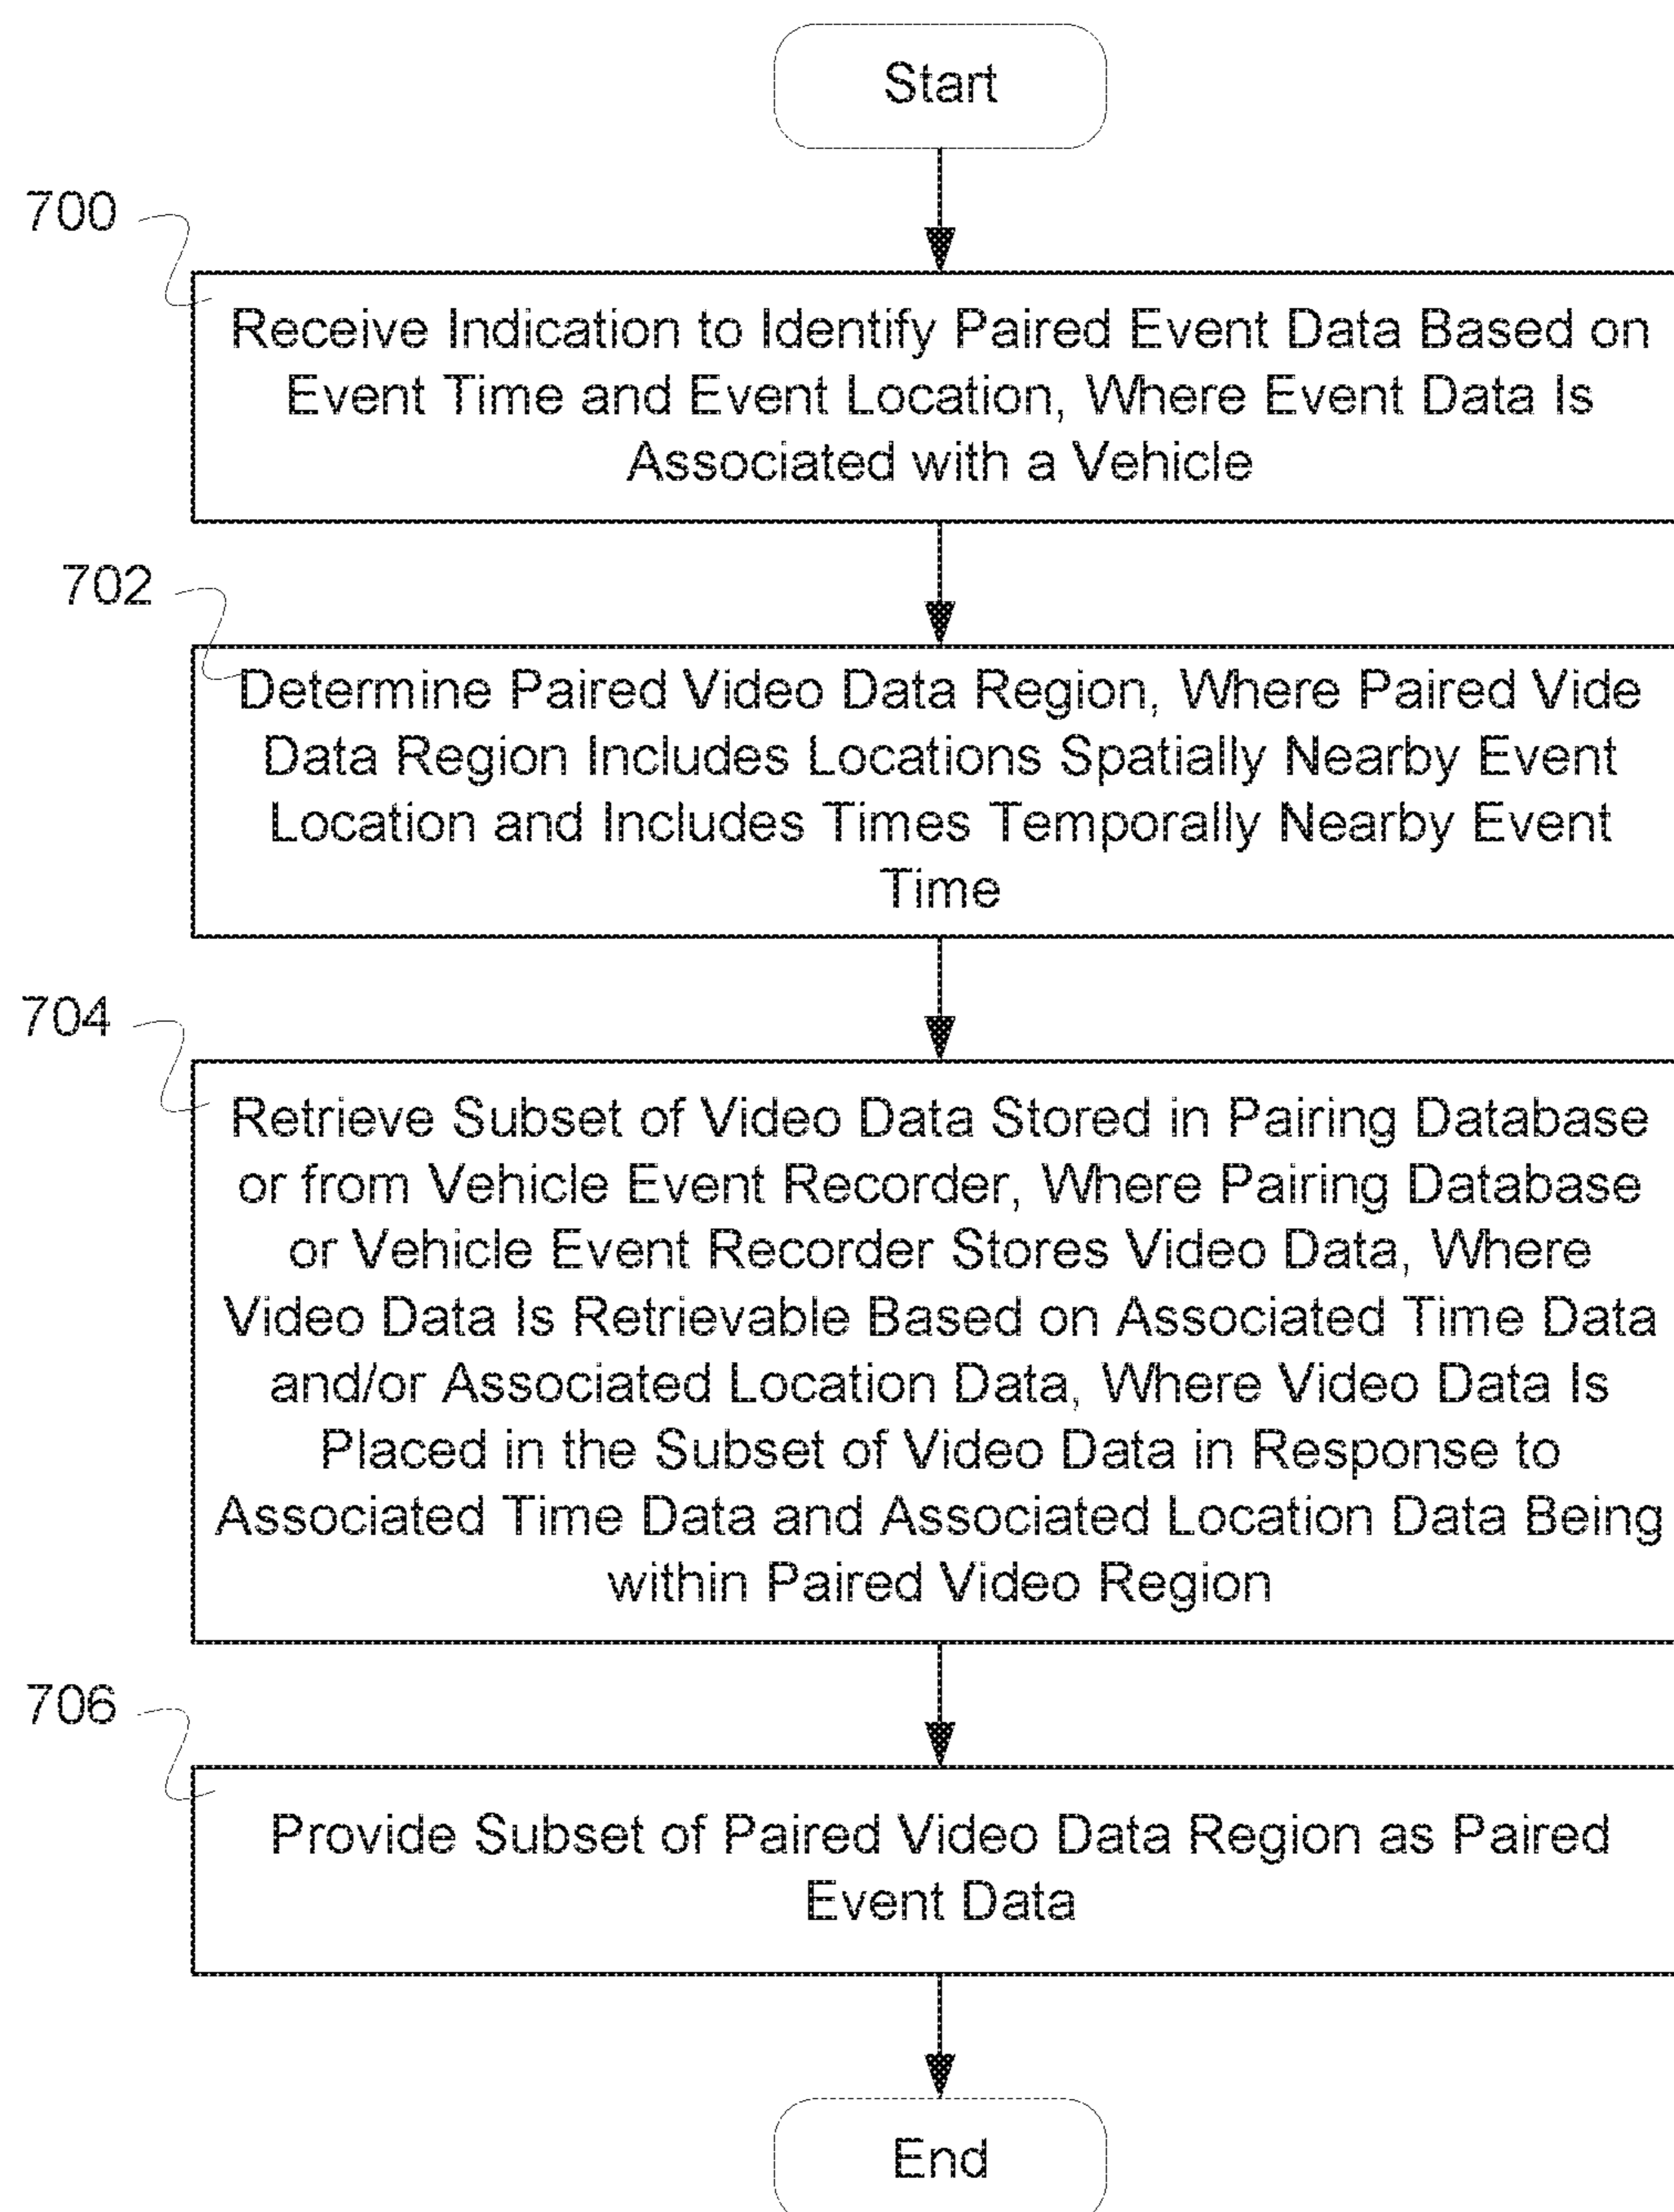 Start
700
Receive Indication to Identify Paired Event Data Based on
Event Time and Event Location, Where Event Data Is
Associated with a Vehicle
702
Determine Paired Video Data Region, Where Paired Vide
Data Region Includes Locations Spatially Nearby Event
Location and Includes Times Temporally Nearby Event
Time
704
Retrieve Subset of Video Data Stored in Pairing Database
or from Vehicle Event Recorder, Where Pairing Database
or Vehicle Event Recorder Stores Video Data, Where
Video Data Is Retrievable Based on Associated Time Data
and/or Associated Location Data, Where Video Data Is
Placed in the Subset of Video Data in Response to
Associated Time Data and Associated Location Data Being
within Paired Video Region
706
Provide Subset of Paired Video Data Region as Paired
Event Data
End